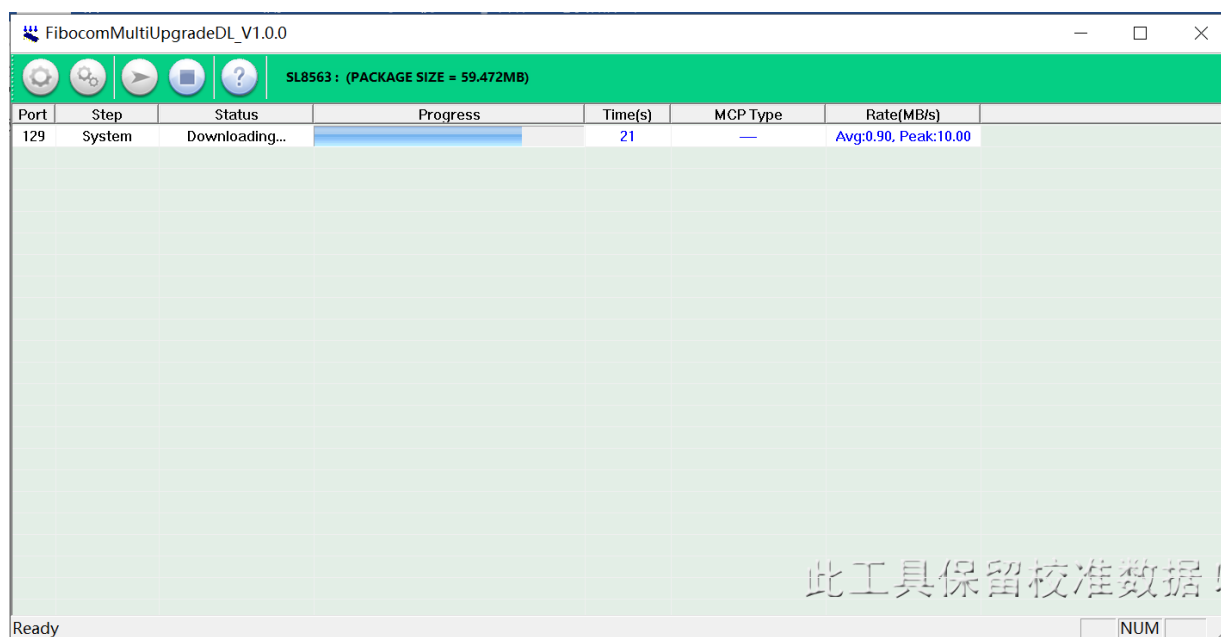 FibocomMultiUpgradeDL_V1.0.0
SL8563 : (PACKAGE SIZE = 59.472MB)
Port Step Status Progress Time(s) MCP Type Rate(MB/s)
129 System Downloading... 21 — Avg:0.90, Peak:10.00
此工具保留校准数据
Ready NUM